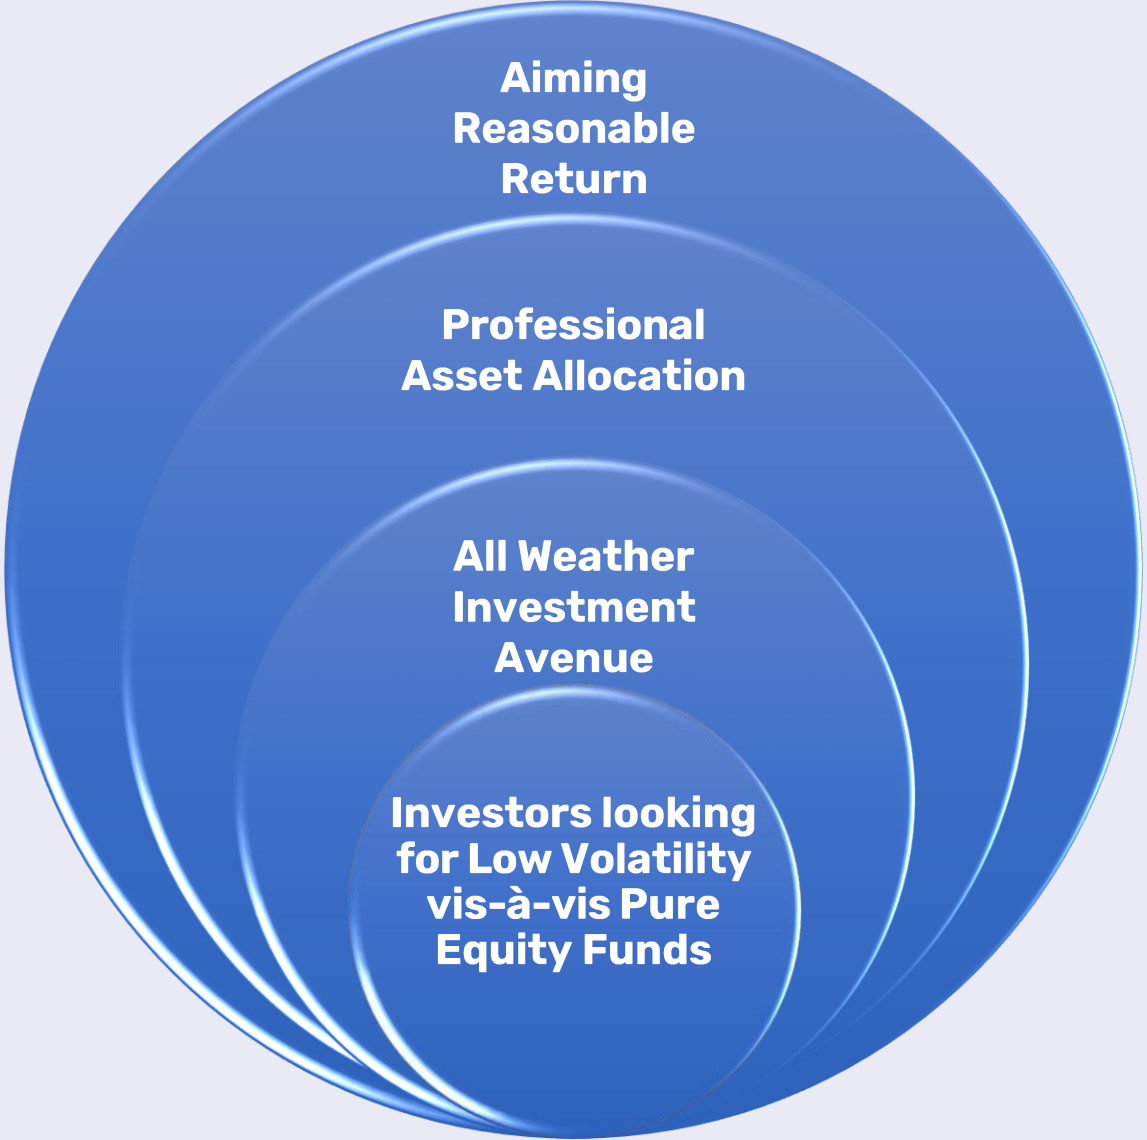 Aiming
Reasonable
Return
Professional
Asset Allocation
All Weather
Investment
Avenue
Investors looking
for Low Volatility
vis-à-vis Pure
Equity Funds